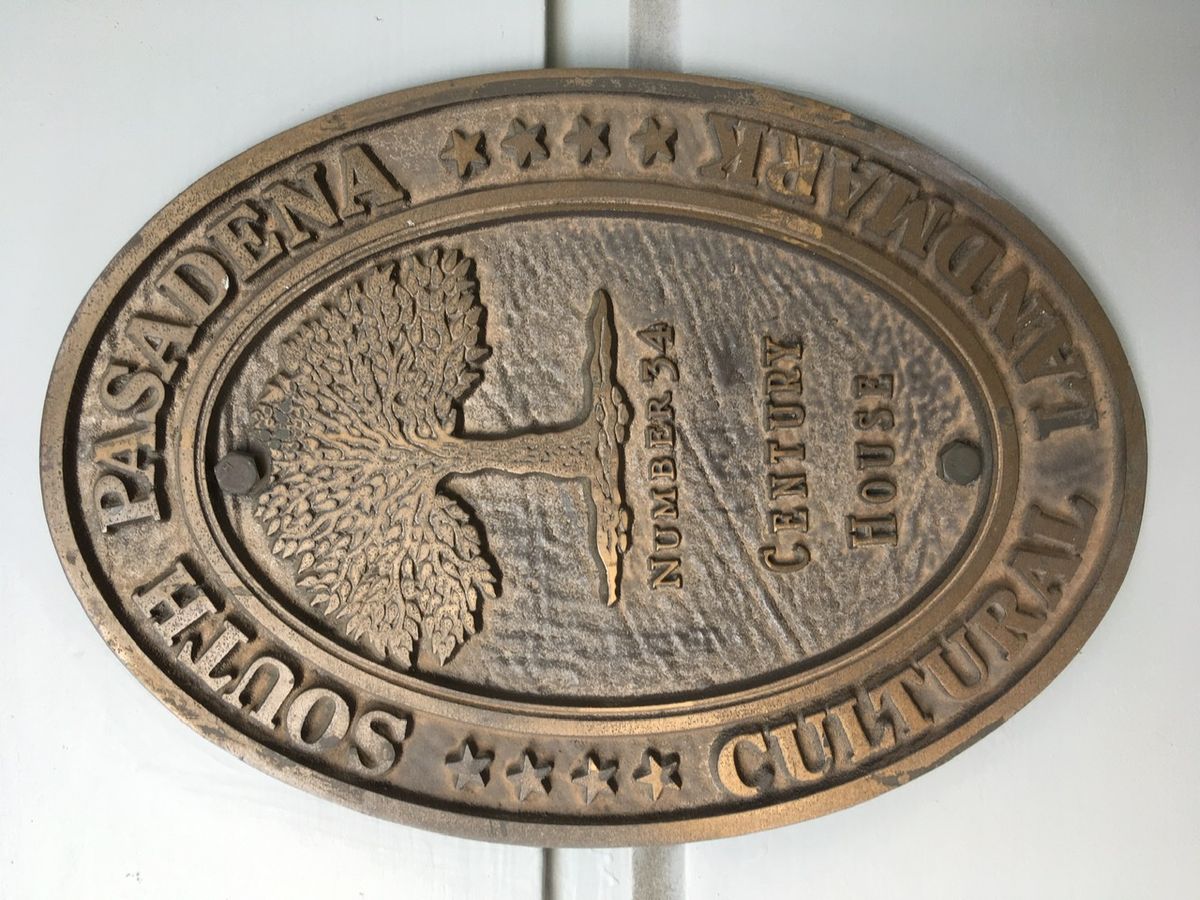 SOUTH PASADENA
NUMBER 34
CENTURY
HOUSE
CULTURAL LANDMARK